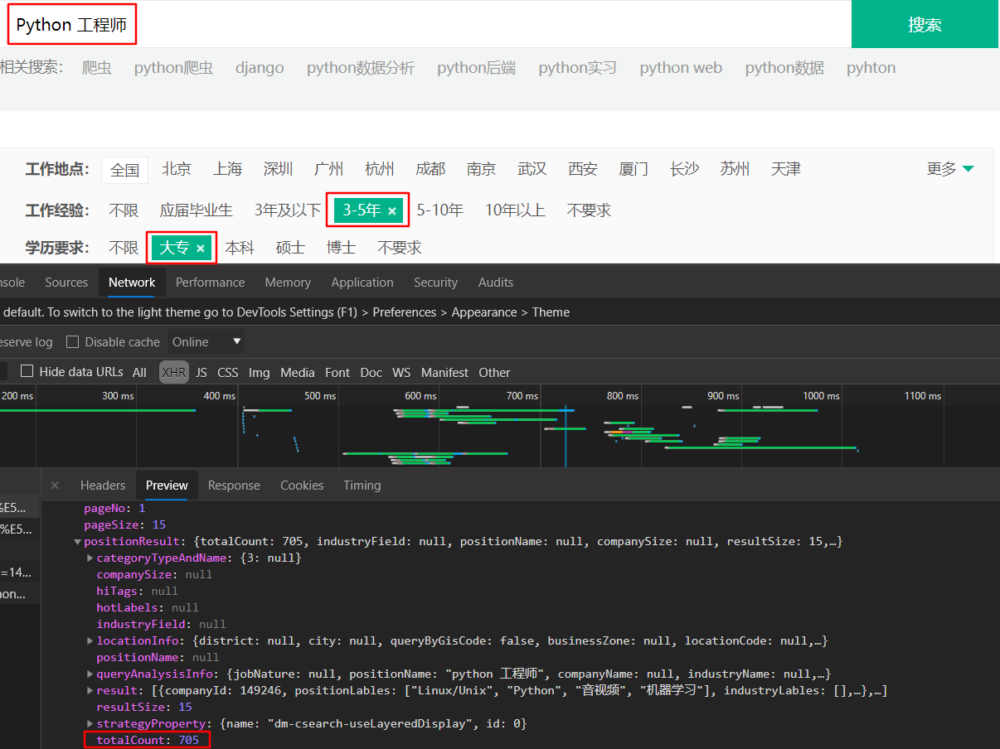 Python 工程师 搜索
相关搜索: 爬虫 python爬虫 django python数据分析 python后端 python实习 python web python数据 pyhton
工作地点: 全国 北京 上海 深圳 广州 杭州 成都 南京 武汉 西安 厦门 长沙 苏州 天津 更多
工作经验: 不限 应届毕业生 3年及以下 3-5年 × 5-10年 10年以上 不要求
学历要求: 不限 大专 × 本科 硕士 博士 不要求
nsole Sources Network Performance Memory Application Security Audits
default. To switch to the light theme go to DevTools Settings (F1) > Preferences > Appearance > Theme
eserve log Disable cache Online
Hide data URLs All XHR JS CSS Img Media Font Doc WS Manifest Other
200 ms 300 ms 400 ms 500 ms 600 ms 700 ms 800 ms 900 ms 1000 ms 1100 ms
× Headers Preview Response Cookies Timing
%E5... pageNo: 1
pageSize: 15
%E5... positionResult: {totalCount: 705, industryField: null, positionName: null, companySize: null, resultSize: 15,…}
categoryTypeAndName: {3: null}
=14... companySize: null
hiTags: null
non... hotLabels: null
industryField: null
locationInfo: {district: null, city: null, queryByGisCode: false, businessZone: null, locationCode: null,…}
positionName: null
queryAnalysisInfo: {jobNature: null, positionName: "python 工程师", companyName: null, industryName: null,…}
result: [{companyId: 149246, positionLables: ["Linux/Unix", "Python", "音视频", "机器学习"], industryLables: [],…},…]
resultSize: 15
strategyProperty: {name: "dm-csearch-useLayeredDisplay", id: 0}
totalCount: 705